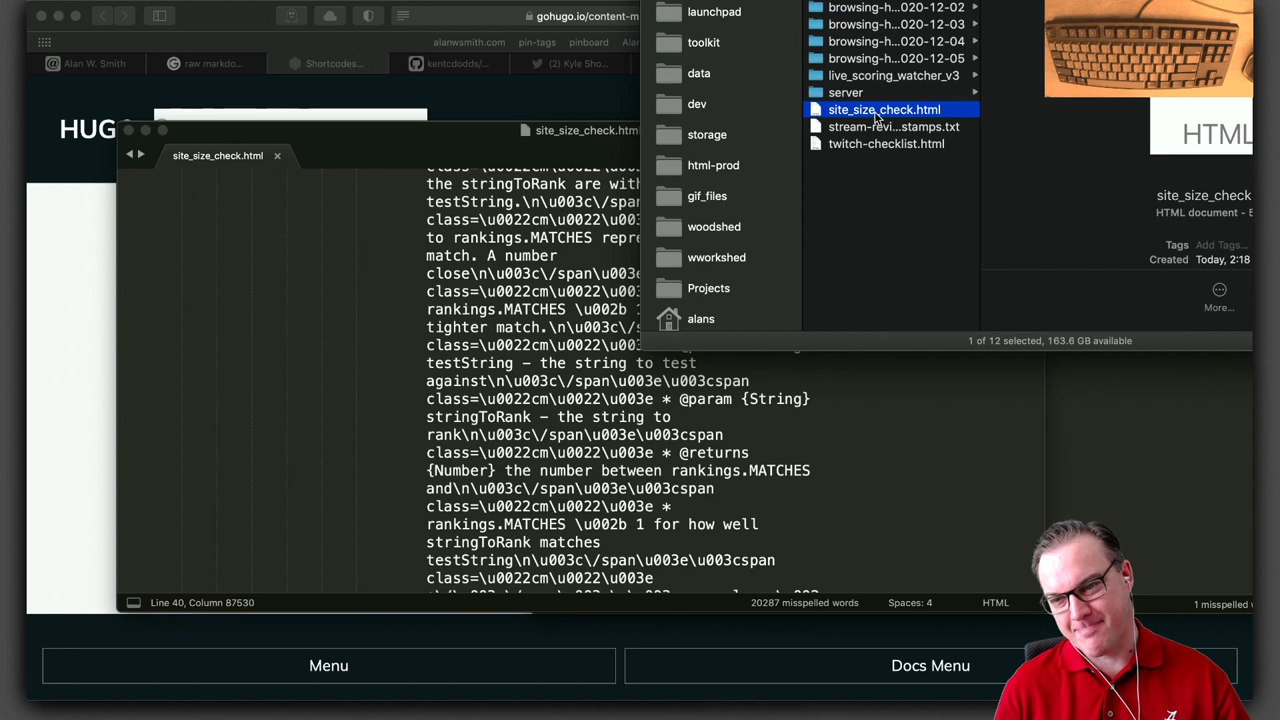 gohugo.io/content-m
alanwsmith.com pin-tags pinboard Alan
Alan W. Smith
raw markdo...
Shortcodes...
kentcdodds/...
(2) Kyle Sho...
HUG
site_size_check.html
site_size_check.html ×
the stringToRank are with
testString.\n\u003c\/span
class=\u0022cm\u0022\u003
to rankings.MATCHES repre
match. A number
close\n\u003c\/span\u003e
class=\u0022cm\u0022\u003
rankings.MATCHES \u002b 1
tighter match.\n\u003c\/s
class=\u0022cm\u0022\u003
testString – the string to test
against\n\u003c\/span\u003e\u003cspan
class=\u0022cm\u0022\u003e * @param {String}
stringToRank – the string to
rank\n\u003c\/span\u003e\u003cspan
class=\u0022cm\u0022\u003e * @returns
{Number} the number between rankings.MATCHES
and\n\u003c\/span\u003e\u003cspan
class=\u0022cm\u0022\u003e *
rankings.MATCHES \u002b 1 for how well
stringToRank matches
testString\n\u003c\/span\u003e\u003cspan
class=\u0022cm\u0022\u003e
Line 40, Column 87530
20287 misspelled words
Spaces: 4
HTML
1 misspelled w
launchpad
toolkit
data
dev
storage
html-prod
gif_files
woodshed
wworkshed
Projects
alans
browsing-h...020-12-02
browsing-h...020-12-03
browsing-h...020-12-04
browsing-h...020-12-05
live_scoring_watcher_v3
server
site_size_check.html
stream-revi...stamps.txt
twitch-checklist.html
HTML
site_size_check
HTML document - 5
Tags Add Tags...
Created Today, 2:18
More...
1 of 12 selected, 163.6 GB available
Menu
Docs Menu